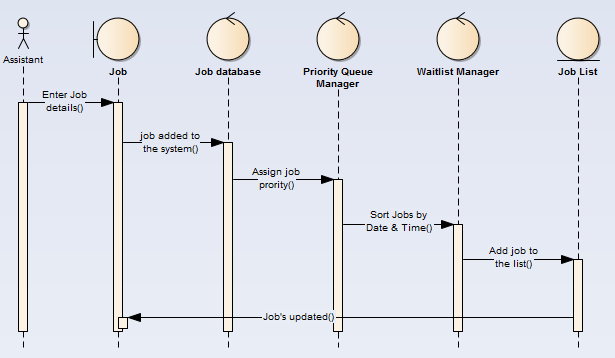 Assistant
Job
Job database
Priority Queue
Manager
Waitlist Manager
Job List
Enter Job
details()
job added to
the system()
Assign job
prority()
Sort Jobs by
Date & Time()
Add job to
the list()
Job's updated()